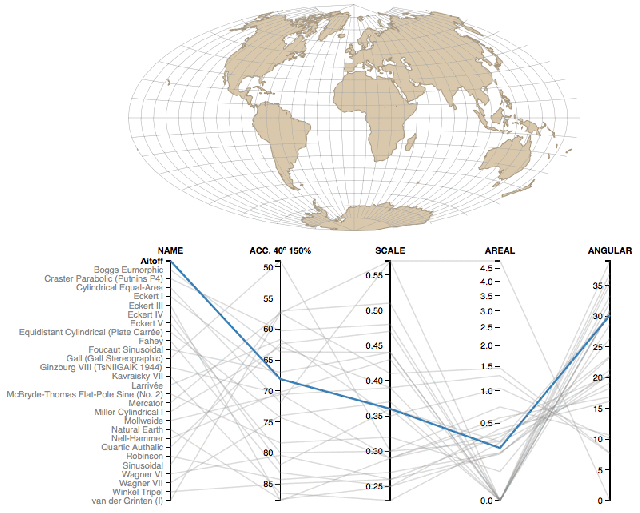 NAME
ACC. 40º 150%
SCALE
AREAL
ANGULAR
Aitoff
Boggs Eumorphic
Craster Parabolic (Putnins P4)
Cylindrical Equal-Area
Eckert I
Eckert III
Eckert IV
Eckert V
Equidistant Cylindrical (Plate Carrée)
Fahey
Foucaut Sinusoidal
Gall (Gall Stereographic)
Ginzburg VIII (TsNIIGAiK 1944)
Kavraisky VII
Larrivée
McBryde-Thomas Flat-Pole Sine (No. 2)
Mercator
Miller Cylindrical I
Mollweide
Natural Earth
Nell-Hammer
Quartic Authalic
Robinson
Sinusoidal
Wagner VI
Wagner VII
Winkel Tripel
van der Grinten (I)
50
55
60
65
70
75
80
85
0.55
0.50
0.45
0.40
0.35
0.30
0.25
4.5
4.0
3.5
3.0
2.5
2.0
1.5
1.0
0.5
0.0
35
30
25
20
15
10
5
0